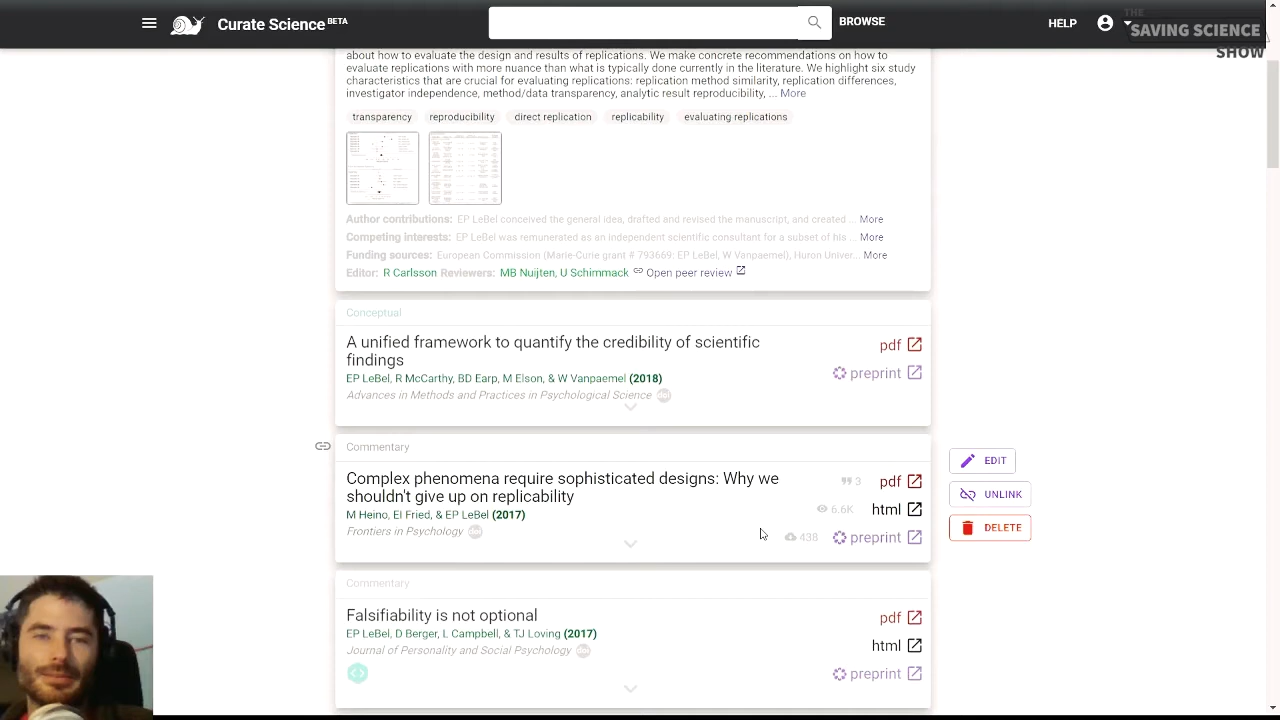 Curate Science BETA
BROWSE
HELP
THE
SAVING SCIENCE
SHOW
about how to evaluate the design and results of replications. We make concrete recommendations on how to
evaluate replications with more nuance than what is typically done currently in the literature. We highlight six study
characteristics that are crucial for evaluating replications: replication method similarity, replication differences,
investigator independence, method/data transparency, analytic result reproducibility, ... More
transparency reproducibility direct replication replicability evaluating replications
Author contributions: EP LeBel conceived the general idea, drafted and revised the manuscript, and created ... More
Competing interests: EP LeBel was remunerated as an independent scientific consultant for a subset of his ... More
Funding sources: European Commission (Marie-Curie grant # 793669: EP LeBel, W Vanpaemel), Huron Univer... More
Editor: R Carlsson Reviewers: MB Nuijten, U Schimmack Open peer review
Conceptual
A unified framework to quantify the credibility of scientific
findings
pdf
EP LeBel, R McCarthy, BD Earp, M Elson, & W Vanpaemel (2018)
preprint
Advances in Methods and Practices in Psychological Science doi
Commentary
EDIT
Complex phenomena require sophisticated designs: Why we
shouldn't give up on replicability
3 pdf
UNLINK
M Heino, EI Fried, & EP LeBel (2017)
6.6K html
DELETE
Frontiers in Psychology doi
438 preprint
Commentary
Falsifiability is not optional
pdf
EP LeBel, D Berger, L Campbell, & TJ Loving (2017)
html
Journal of Personality and Social Psychology doi
preprint